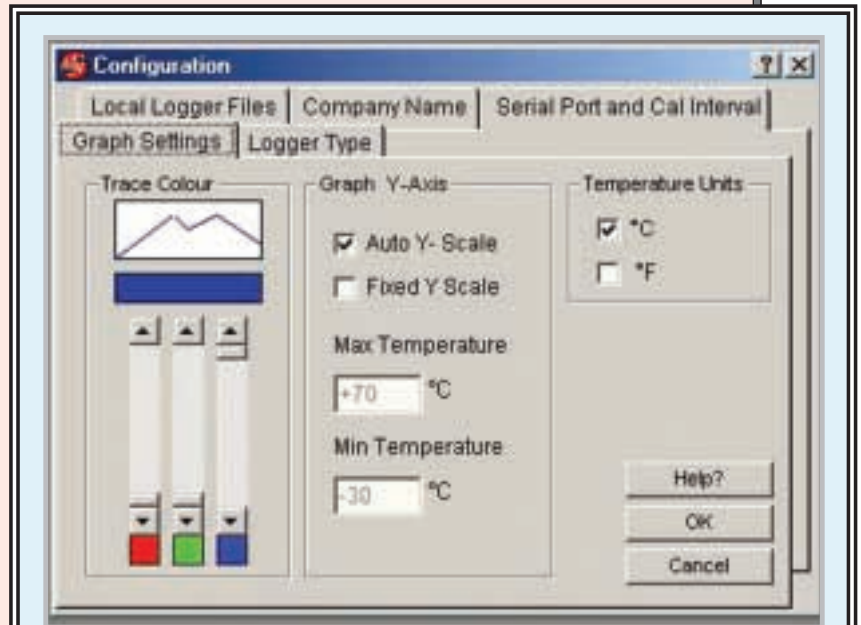 Configuration
Local Logger Files
Company Name
Serial Port and Cal Interval
Graph Settings
Logger Type
Trace Colour
Graph Y-Axis
Auto Y- Scale
Fixed Y Scale
Max Temperature
+70 °C
Min Temperature
-30 °C
Temperature Units
°C
°F
Help?
OK
Cancel